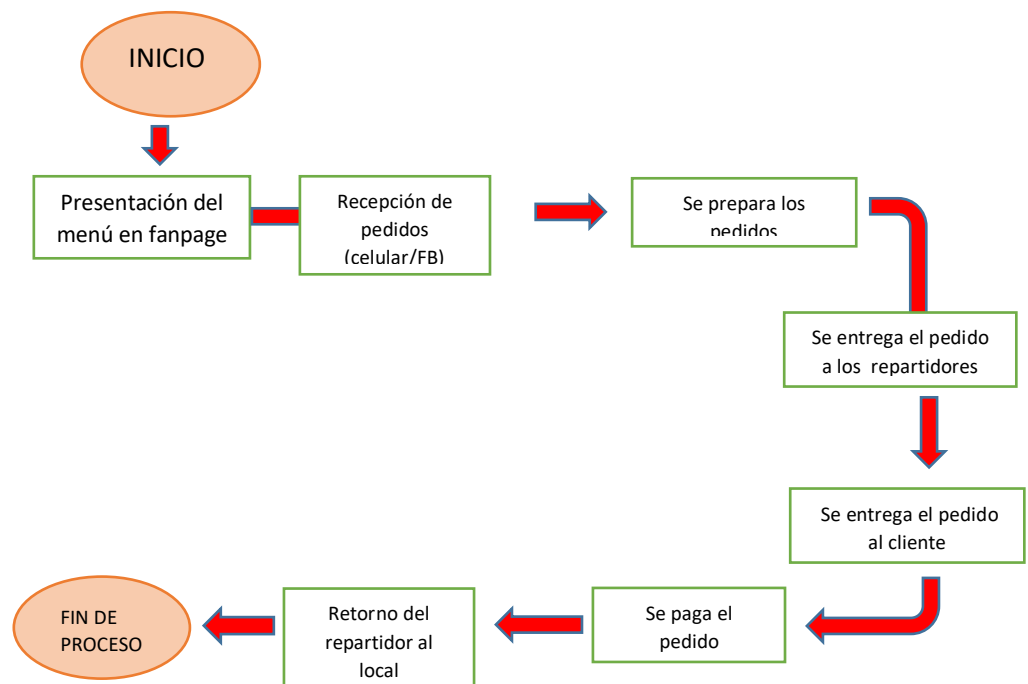 INICIO
Presentación del
menú en fanpage
Recepción de
pedidos
(celular/FB)
Se prepara los
pedidos
Se entrega el pedido
a los repartidores
Se entrega el pedido
al cliente
Se paga el
pedido
Retorno del
repartidor al
local
FIN DE
PROCESO